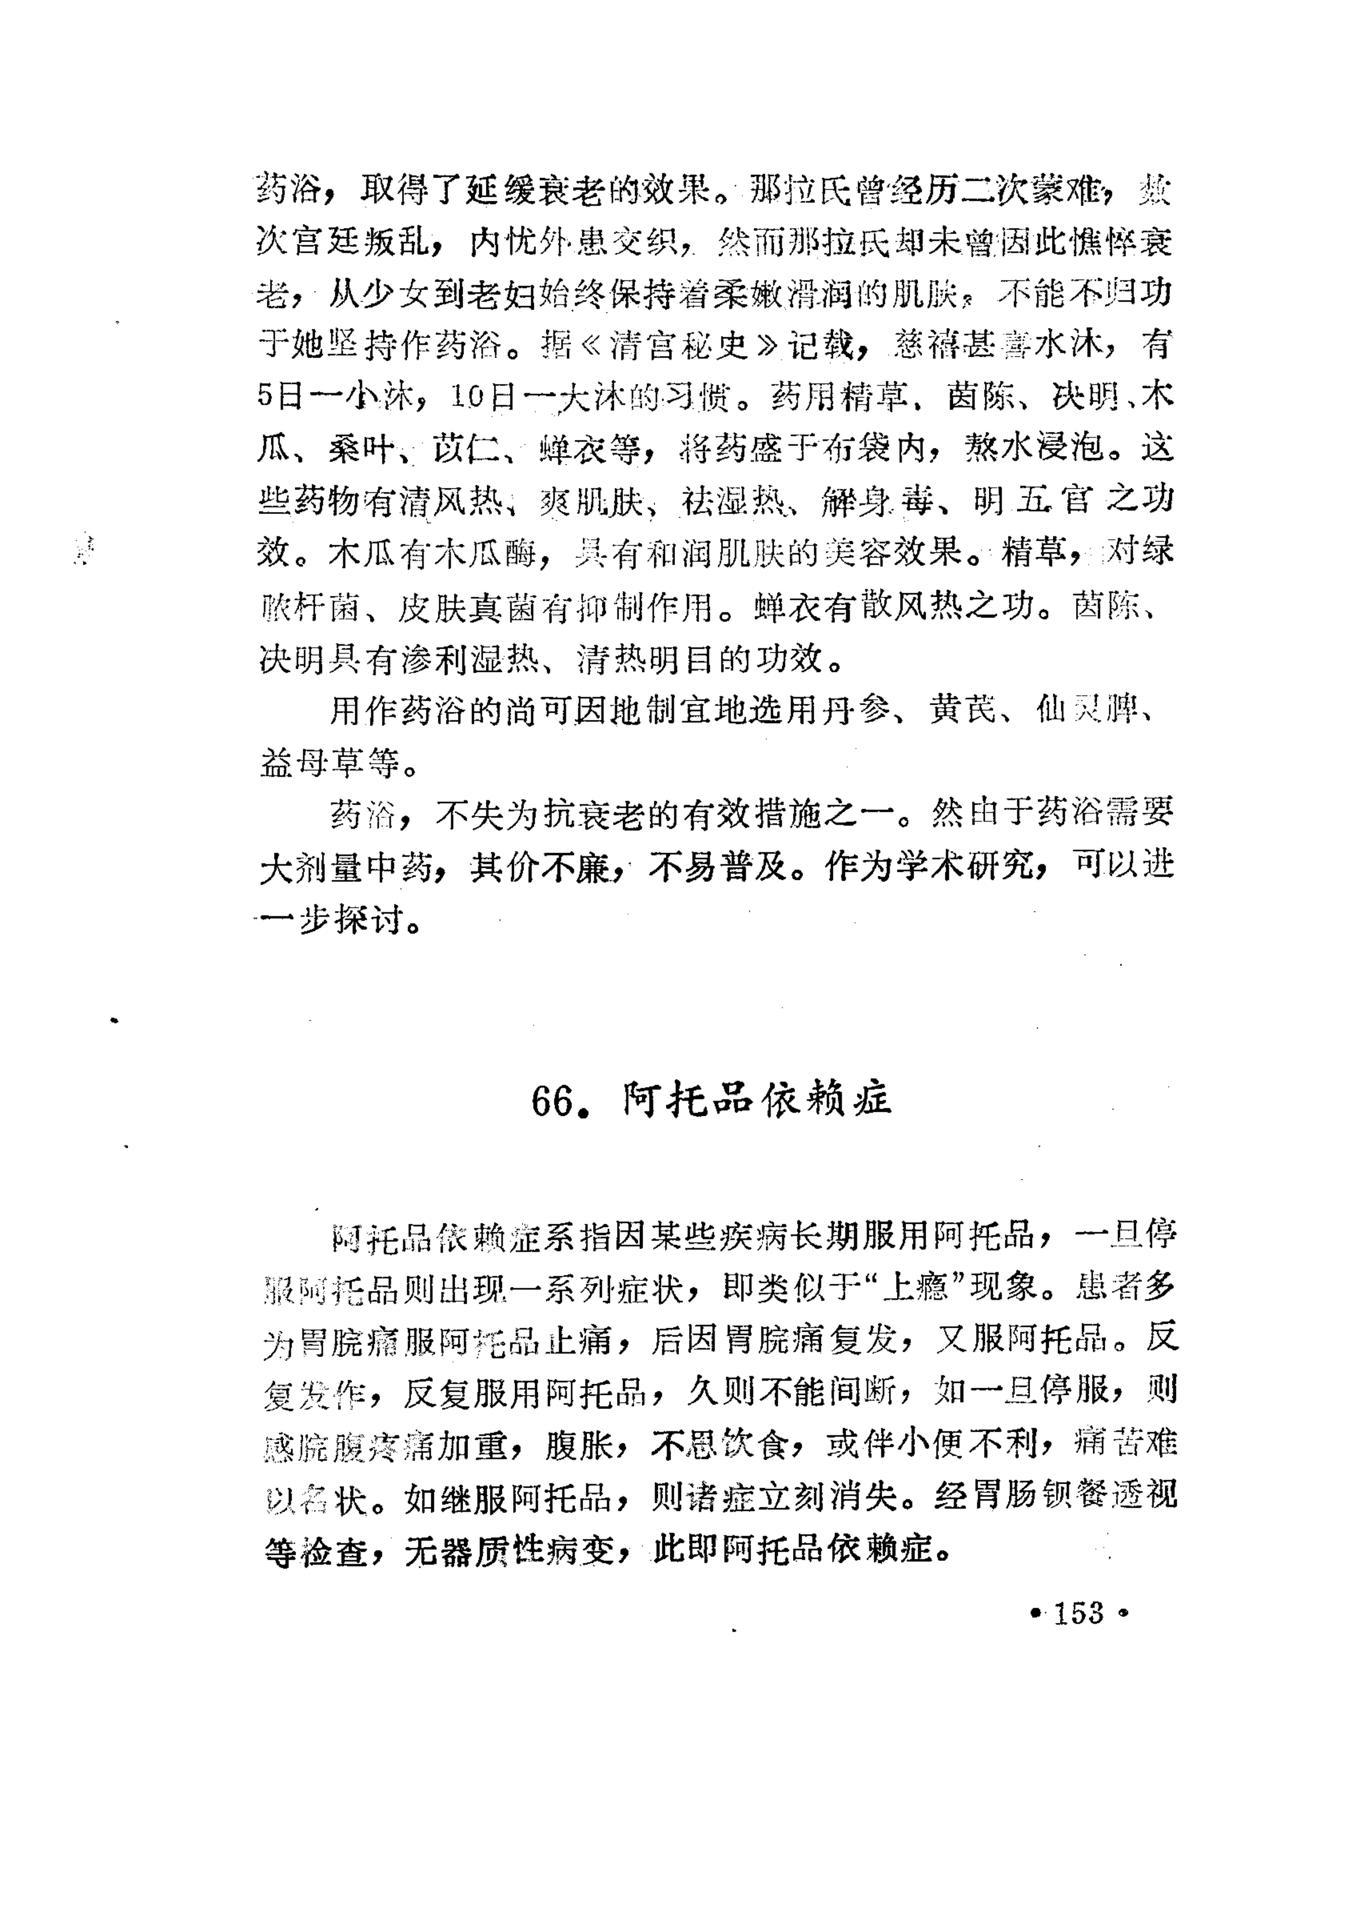 药浴，取得了延缓衰老的效果。那拉氏曾经历二次蒙难，数
次宫廷叛乱，内忧外患交织，然而那拉氏却未曾因此憔悴衰
老，从少女到老妇始终保持着柔嫩滑润的肌肤，不能不归功
于她坚持作药浴。据《清宫秘史》记载，慈禧甚喜水沐，有
5日一小沐，10日一大沐的习惯。药用精草、茵陈、决明、木
瓜、桑叶、苡仁、蝉衣等，将药盛于布袋内，熬水浸泡。这
些药物有清风热、爽肌肤、祛湿热、解身毒、明五官之功
效。木瓜有木瓜酶，具有和润肌肤的美容效果。精草，对绿
脓杆菌、皮肤真菌有抑制作用。蝉衣有散风热之功。茵陈、
决明具有渗利湿热、清热明目的功效。
用作药浴的尚可因地制宜地选用丹参、黄芪、仙灵脾、
益母草等。
药浴，不失为抗衰老的有效措施之一。然由于药浴需要
大剂量中药，其价不廉，不易普及。作为学术研究，可以进
一步探讨。
66．阿托品依赖症
阿托品依赖症系指因某些疾病长期服用阿托品，一旦停
服阿托品则出现一系列症状，即类似于“上瘾”现象。患者多
为胃脘痛服阿托品止痛，后因胃脘痛复发，又服阿托品。反
复发作，反复服用阿托品，久则不能间断，如一旦停服，则
感脘腹疼痛加重，腹胀，不思饮食，或伴小便不利，痛苦难
以名状。如继服阿托品，则诸症立刻消失。经胃肠钡餐透视
等检查，无器质性病变，此即阿托品依赖症。
•153•